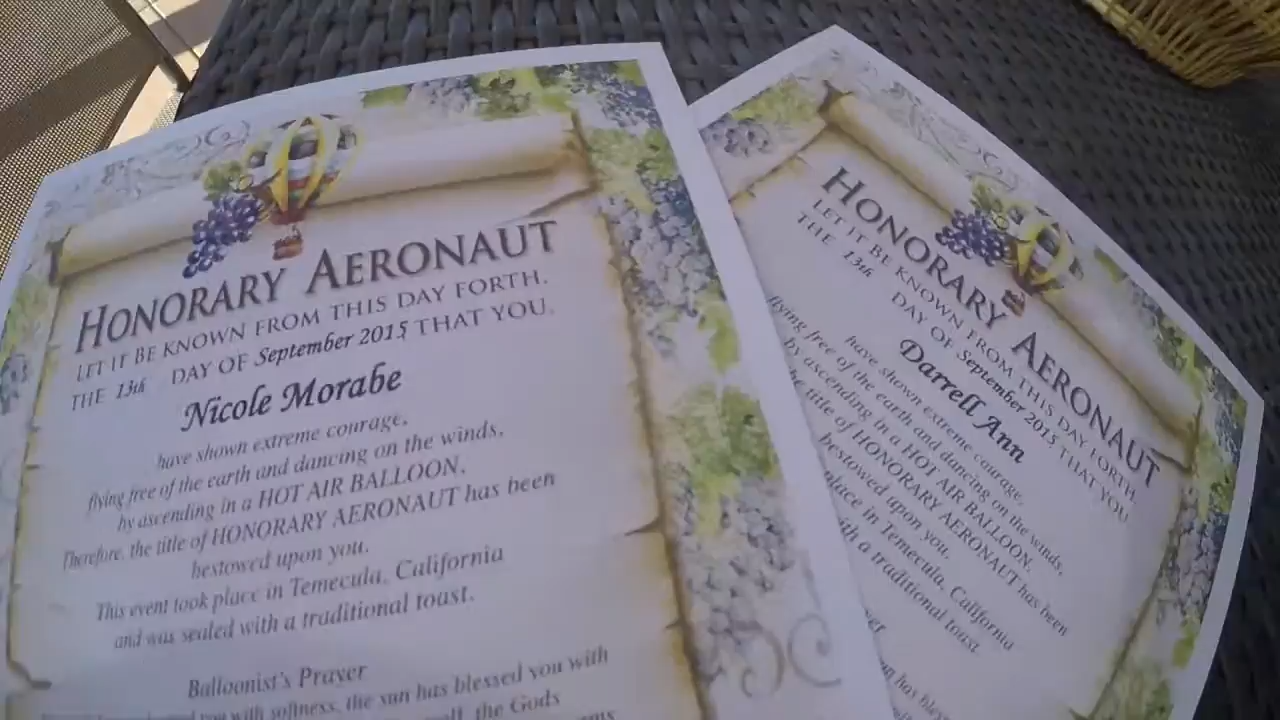 HONORARY AERONAUT
LET IT BE KNOWN FROM THIS DAY FORTH,
THE 13th DAY OF September 2015 THAT YOU,
Nicole Morabe
have shown extreme courage,
flying free of the earth and dancing on the winds,
by ascending in a HOT AIR BALLOON,
Therefore, the title of HONORARY AERONAUT has been
bestowed upon you.
This event took place in Temecula, California
and was sealed with a traditional toast.
Balloonist's Prayer
you with softness, the sun has blessed you with
the Gods
HONORARY AERONAUT
LET IT BE KNOWN FROM THIS DAY FORTH,
THE 13th DAY OF September 2015 THAT YOU
Darrell Ann
have shown extreme courage,
flying free of the earth and dancing on the winds,
by ascending in a HOT AIR BALLOON,
the title of HONORARY AERONAUT has been
bestowed upon you.
place in Temecula, California
with a traditional toast.